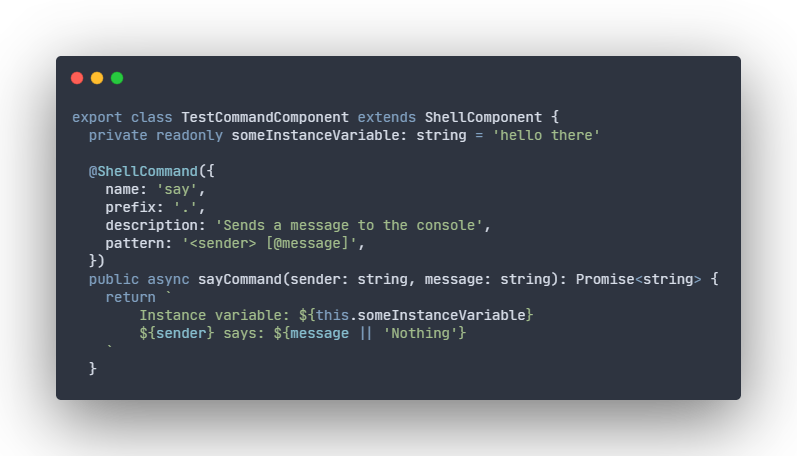 export class TestCommandComponent extends ShellComponent {
  private readonly someInstanceVariable: string = 'hello there'

  @ShellCommand({
    name: 'say',
    prefix: '.',
    description: 'Sends a message to the console',
    pattern: '<sender> [@message]',
  })
  public async sayCommand(sender: string, message: string): Promise<string> {
    return `
        Instance variable: ${this.someInstanceVariable}
        ${sender} says: ${message || 'Nothing'}
    `
  }